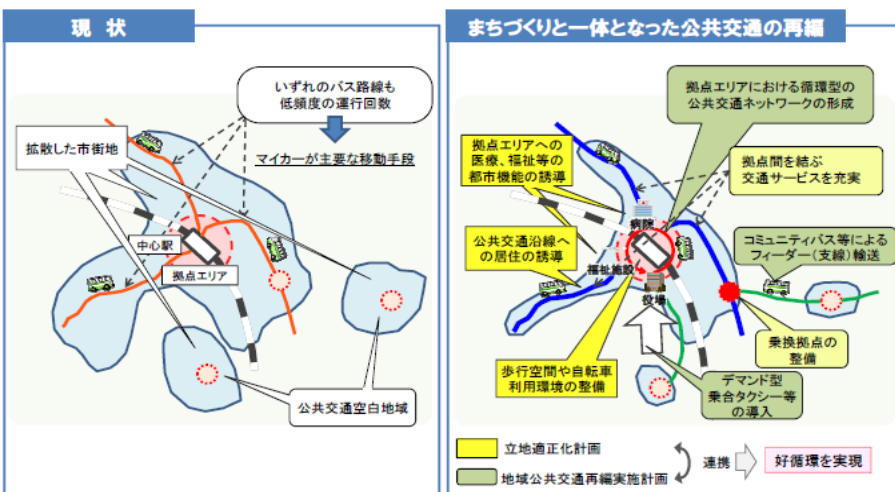 現 状
いずれのバス路線も
低頻度の運行回数
マイカーが主要な移動手段
拡散した市街地
中心駅
拠点エリア
公共交通空白地域
まちづくりと一体となった公共交通の再編
拠点エリアにおける循環型の
公共交通ネットワークの形成
拠点エリアへの
医療、福祉等の
都市機能の誘導
拠点間を結ぶ
交通サービスを充実
病院
公共交通沿線への
居住の誘導
福祉施設
役場
コミュニティバス等による
フィーダー(支線)輸送
乗換拠点の
整備
歩行空間や自転車
利用環境の整備
デマンド型
乗合タクシー等
の導入
立地適正化計画
地域公共交通再編実施計画
連携
好循環を実現